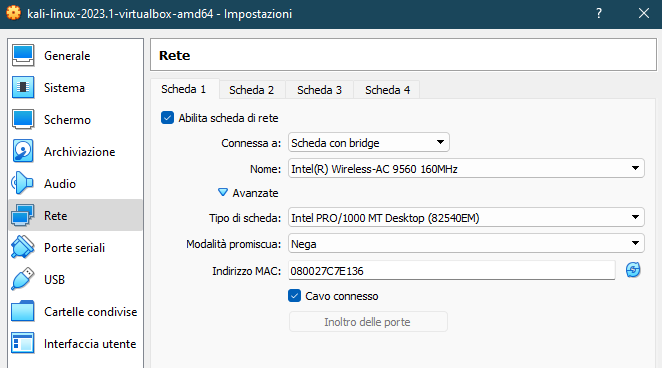 kali-linux-2023.1-virtualbox-amd64 - Impostazioni
?
Generale
Sistema
Schermo
Archiviazione
Audio
Rete
Porte seriali
USB
Cartelle condivise
Interfaccia utente
Rete
Scheda 1 Scheda 2 Scheda 3 Scheda 4
Abilita scheda di rete
Connessa a: Scheda con bridge
Nome: Intel(R) Wireless-AC 9560 160MHz
Avanzate
Tipo di scheda: Intel PRO/1000 MT Desktop (82540EM)
Modalità promiscua: Nega
Indirizzo MAC: 080027C7E136
Cavo connesso
Inoltro delle porte